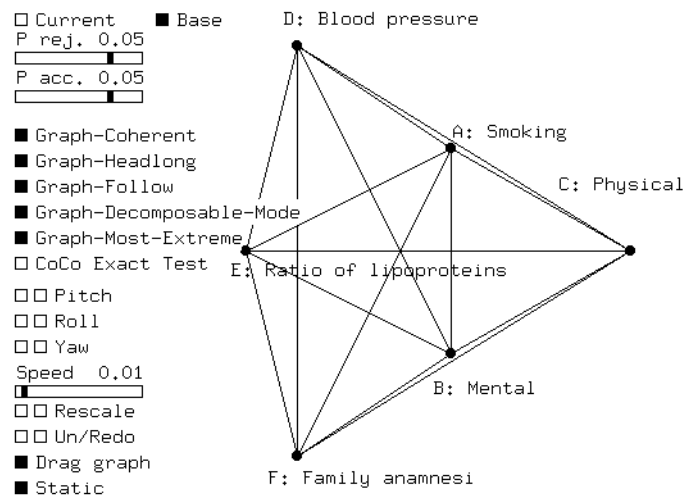 Current Base
P rej. 0.05
P acc. 0.05
Graph-Coherent
Graph-Headlong
Graph-Follow
Graph-Decomposable-Mode
Graph-Most-Extreme
CoCo Exact Test
Pitch
Roll
Yaw
Speed 0.01
Rescale
Un/Redo
Drag graph
Static
D: Blood pressure
A: Smoking
C: Physical
E: Ratio of lipoproteins
B: Mental
F: Family anamnesi